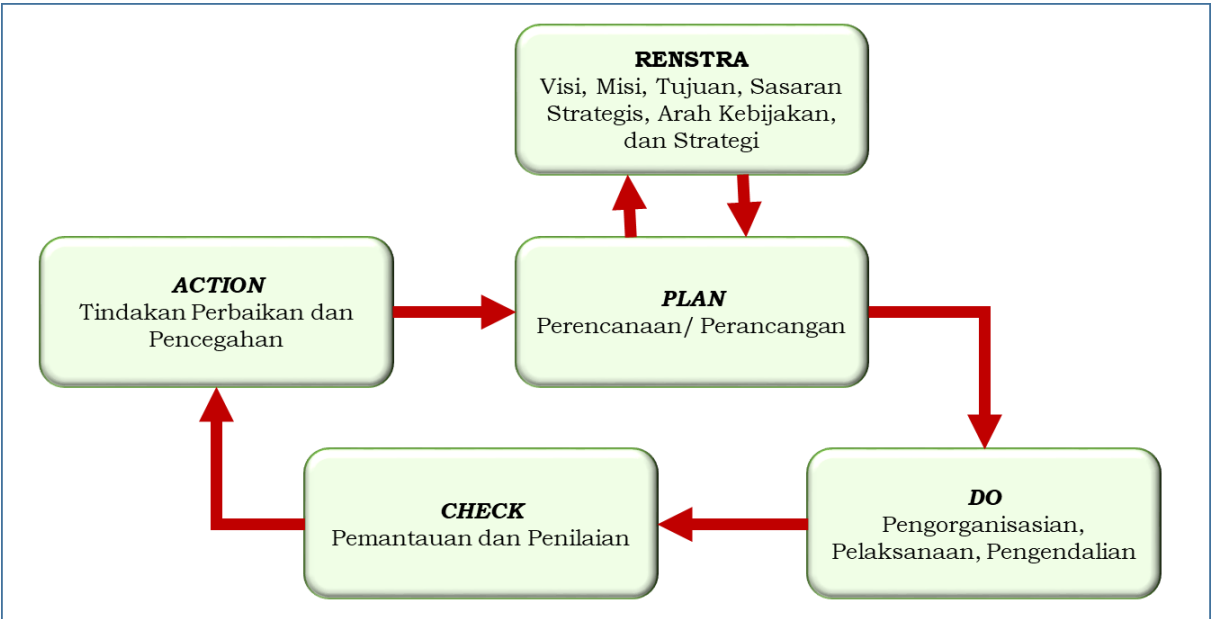 RENSTRA
Visi, Misi, Tujuan, Sasaran
Strategis, Arah Kebijakan,
dan Strategi
ACTION
Tindakan Perbaikan dan
Pencegahan
PLAN
Perencanaan/ Perancangan
CHECK
Pemantauan dan Penilaian
DO
Pengorganisasian,
Pelaksanaan, Pengendalian